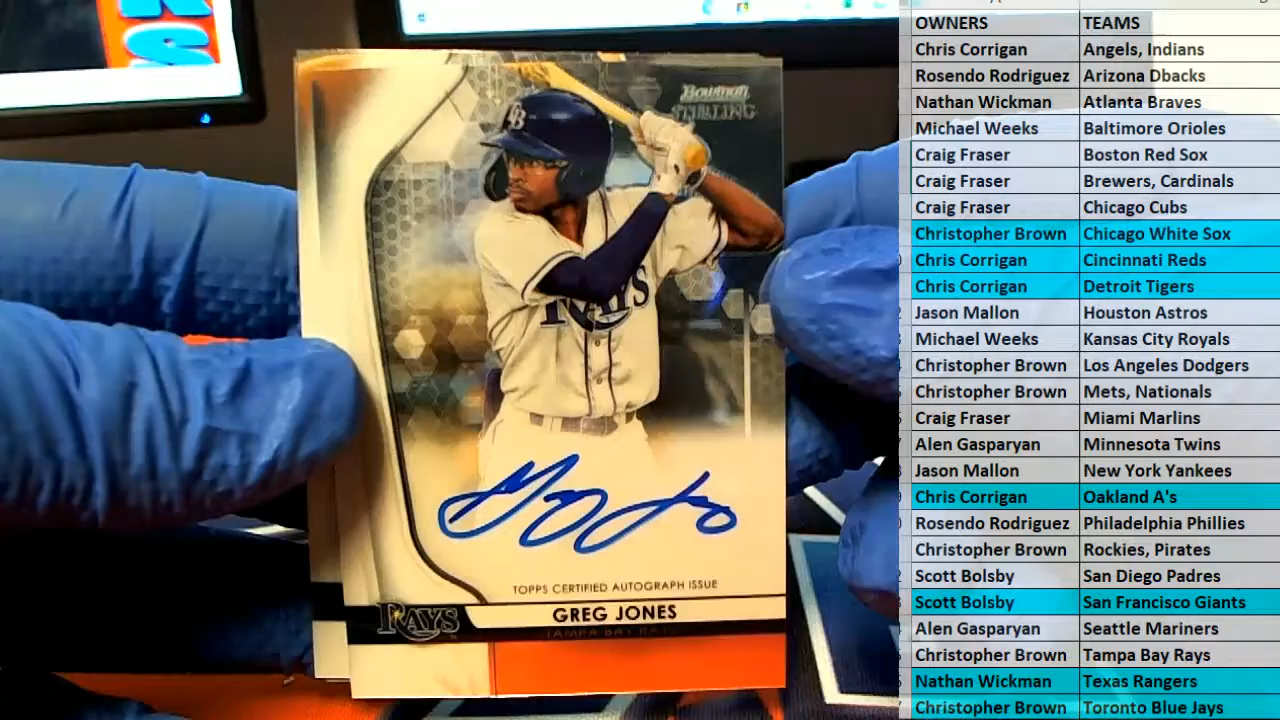 OWNERS TEAMS
Chris Corrigan Angels, Indians
Rosendo Rodriguez Arizona Dbacks
Nathan Wickman Atlanta Braves
Michael Weeks Baltimore Orioles
Craig Fraser Boston Red Sox
Craig Fraser Brewers, Cardinals
Craig Fraser Chicago Cubs
Christopher Brown Chicago White Sox
Chris Corrigan Cincinnati Reds
Chris Corrigan Detroit Tigers
Jason Mallon Houston Astros
Michael Weeks Kansas City Royals
Christopher Brown Los Angeles Dodgers
Christopher Brown Mets, Nationals
Craig Fraser Miami Marlins
Alen Gasparyan Minnesota Twins
Jason Mallon New York Yankees
Chris Corrigan Oakland A's
Rosendo Rodriguez Philadelphia Phillies
Christopher Brown Rockies, Pirates
Scott Bolsby San Diego Padres
Scott Bolsby San Francisco Giants
Alen Gasparyan Seattle Mariners
Christopher Brown Tampa Bay Rays
Nathan Wickman Texas Rangers
Christopher Brown Toronto Blue Jays
Bowman
STERLING
RAYS
Greg Jones
TOPPS CERTIFIED AUTOGRAPH ISSUE
RAYS
GREG JONES
TAMPA BAY RAYS